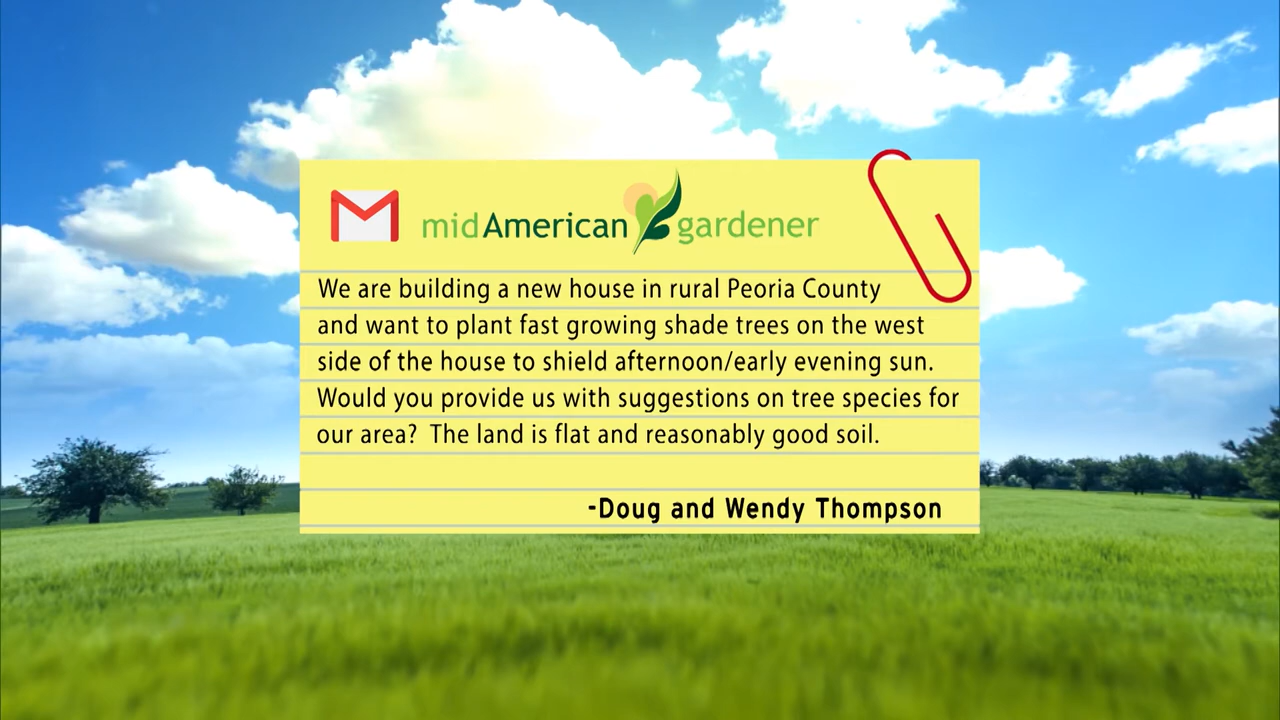 mid American gardener
We are building a new house in rural Peoria County
and want to plant fast growing shade trees on the west
side of the house to shield afternoon/early evening sun.
Would you provide us with suggestions on tree species for
our area?  The land is flat and reasonably good soil.
-Doug and Wendy Thompson